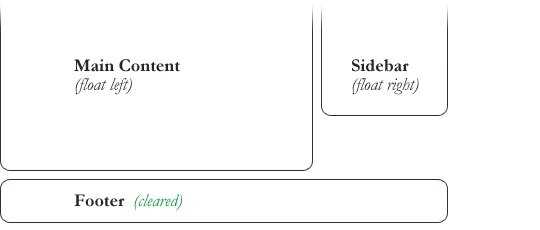 Main Content
(float left)
Sidebar
(float right)
Footer (cleared)